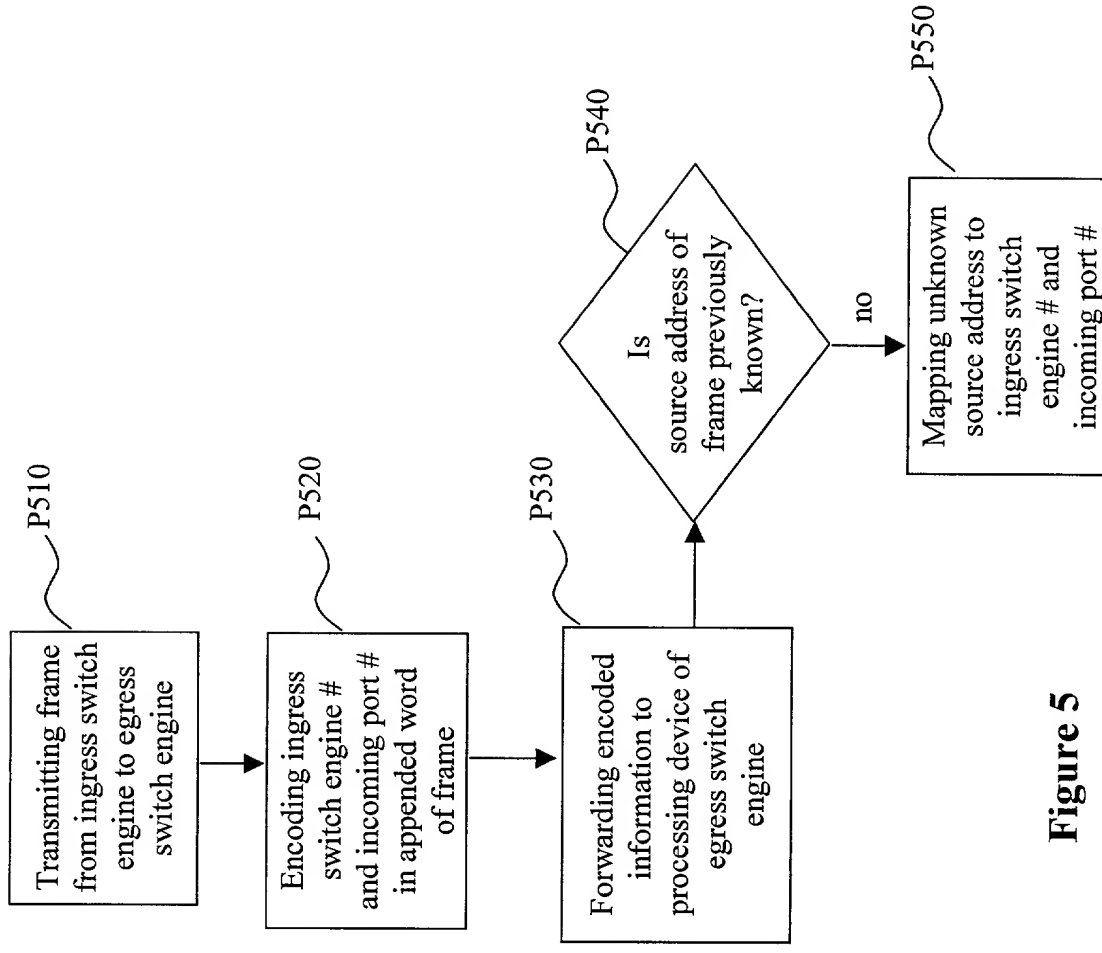 P510
Transmitting frame
from ingress switch
engine to egress
switch engine
P520
Encoding ingress
switch engine #
and incoming port #
in appended word
of frame
P530
Forwarding encoded
information to
processing device of
egress switch
engine
P540
Is
source address of
frame previously
known?
no
P550
Mapping unknown
source address to
ingress switch
engine # and
incoming port #
Figure 5